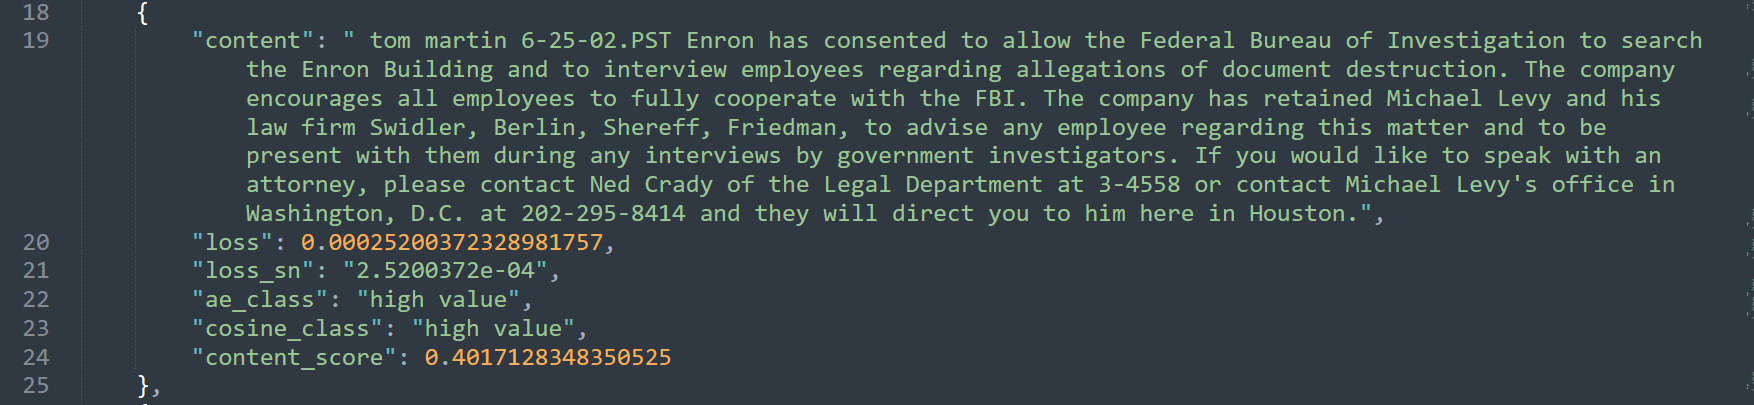 18 {
19 "content": " tom martin 6-25-02.PST Enron has consented to allow the Federal Bureau of Investigation to search
the Enron Building and to interview employees regarding allegations of document destruction. The company
encourages all employees to fully cooperate with the FBI. The company has retained Michael Levy and his
law firm Swidler, Berlin, Shereff, Friedman, to advise any employee regarding this matter and to be
present with them during any interviews by government investigators. If you would like to speak with an
attorney, please contact Ned Crady of the Legal Department at 3-4558 or contact Michael Levy's office in
Washington, D.C. at 202-295-8414 and they will direct you to him here in Houston.",
20 "loss": 0.00025200372328981757,
21 "loss_sn": "2.5200372e-04",
22 "ae_class": "high value",
23 "cosine_class": "high value",
24 "content_score": 0.4017128348350525
25 },